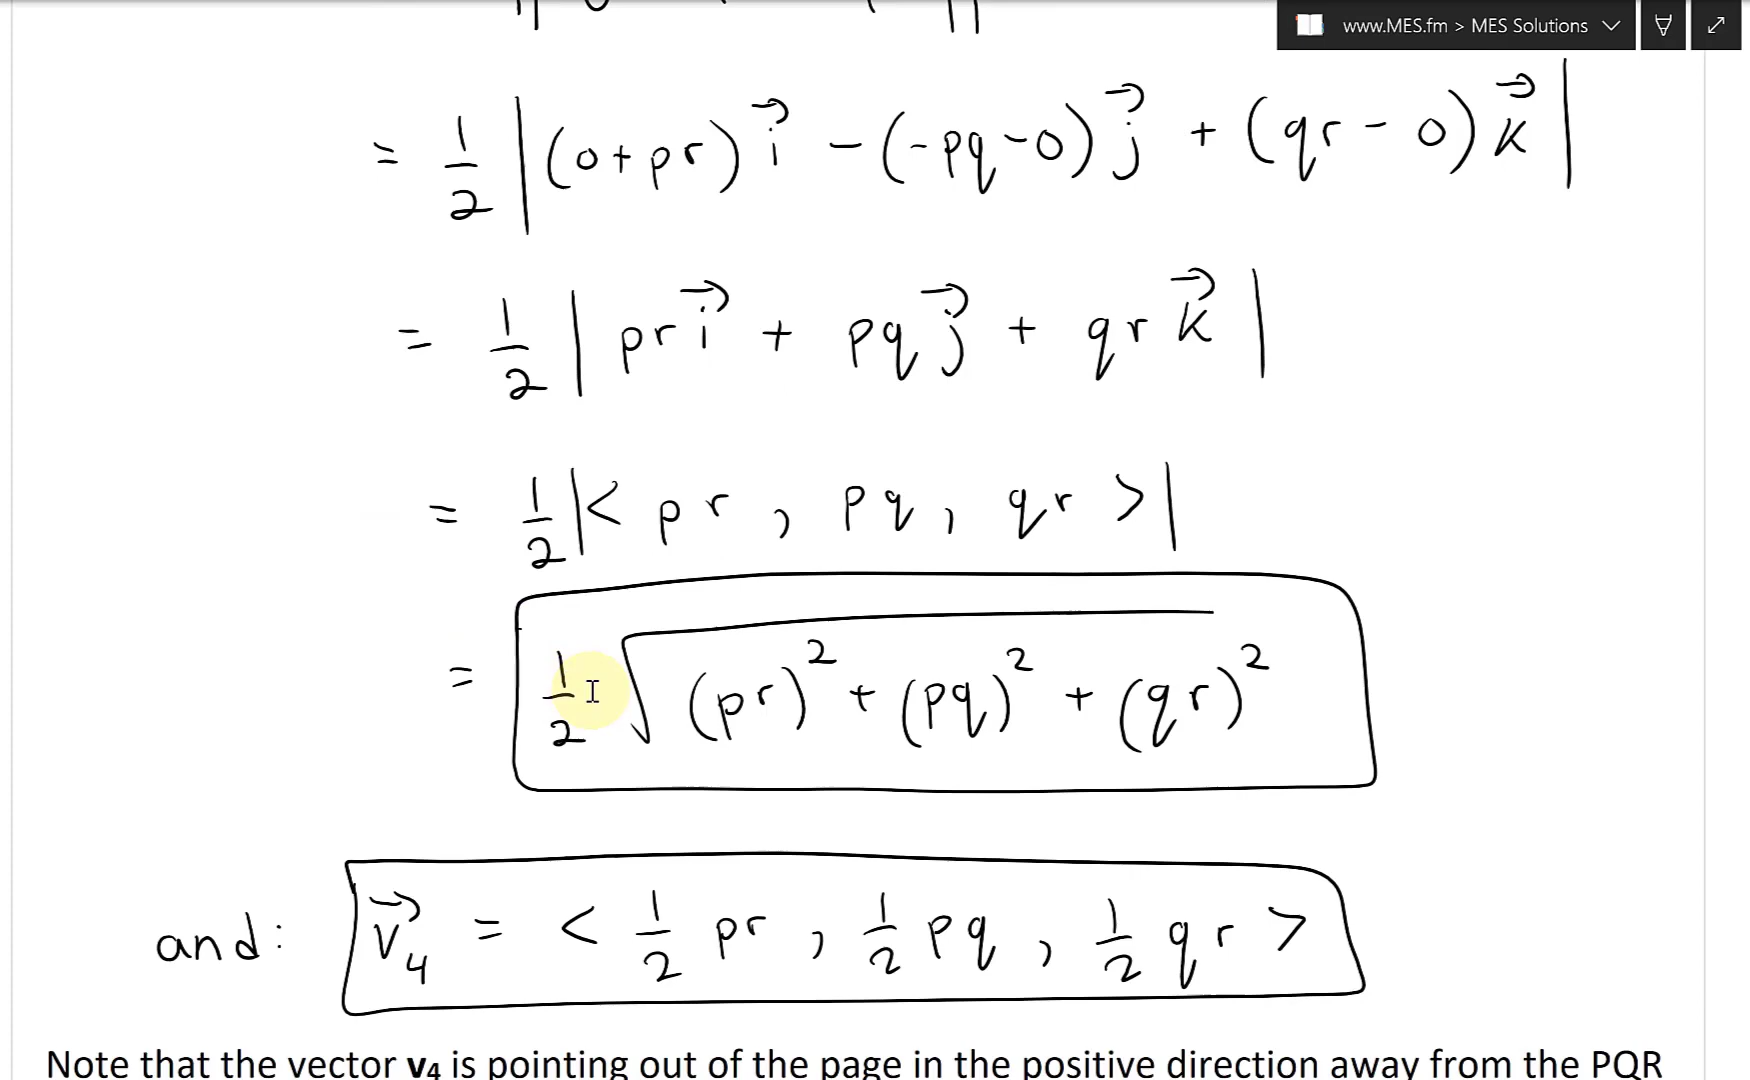 www.MES.fm > MES Solutions
= 1/2 |(0+pr) i⃗ - (-pq-0) j⃗ + (qr - 0) k⃗|
= 1/2 | pr i⃗ + pq j⃗ + qr k⃗ |
= 1/2 |< pr , pq , qr >|
= 1/2 √((pr)² + (pq)² + (qr)²)
and: v⃗₄ = < 1/2 pr , 1/2 pq , 1/2 qr >
Note that the vector v₄ is pointing out of the page in the positive direction away from the PQR